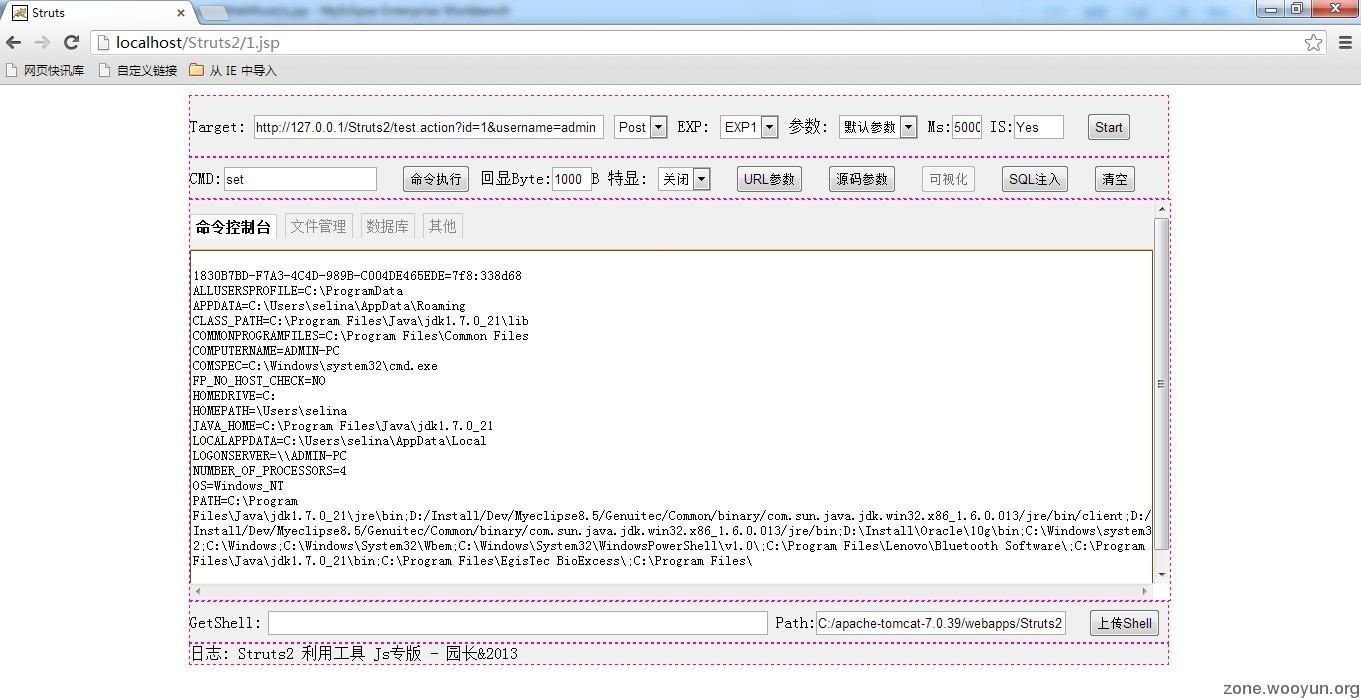 Struts
localhost/Struts2/1.jsp
网页快讯库 自定义链接 从 IE 中导入
Target: http://127.0.0.1/Struts2/test.action?id=1&username=admin Post EXP: EXP1 参数: 默认参数 Ms: 5000 IS: Yes Start
CMD: set 命令执行 回显Byte: 1000 B 特显: 关闭 URL参数 源码参数 可视化 SQL注入 清空
命令控制台 文件管理 数据库 其他
1830B7BD-F7A3-4C4D-989B-C004DE465EDE=7f8:338d68
ALLUSERSPROFILE=C:\ProgramData
APPDATA=C:\Users\selina\AppData\Roaming
CLASS_PATH=C:\Program Files\Java\jdk1.7.0_21\lib
COMMONPROGRAMFILES=C:\Program Files\Common Files
COMPUTERNAME=ADMIN-PC
COMSPEC=C:\Windows\system32\cmd.exe
FP_NO_HOST_CHECK=NO
HOMEDRIVE=C:
HOMEPATH=\Users\selina
JAVA_HOME=C:\Program Files\Java\jdk1.7.0_21
LOCALAPPDATA=C:\Users\selina\AppData\Local
LOGONSERVER=\\ADMIN-PC
NUMBER_OF_PROCESSORS=4
OS=Windows_NT
PATH=C:\Program
Files\Java\jdk1.7.0_21\jre\bin;D:/Install/Dev/Myeclipse8.5/Genuitec/Common/binary/com.sun.java.jdk.win32.x86_1.6.0.013/jre/bin/client;D:/
Install/Dev/Myeclipse8.5/Genuitec/Common/binary/com.sun.java.jdk.win32.x86_1.6.0.013/jre/bin;D:\Install\Oracle\10g\bin;C:\Windows\system3
2;C:\Windows;C:\Windows\System32\Wbem;C:\Windows\System32\WindowsPowerShell\v1.0\;C:\Program Files\Lenovo\Bluetooth Software\;C:\Program
Files\Java\jdk1.7.0_21\bin;C:\Program Files\EgisTec BioExcess\;C:\Program Files\
GetShell: Path: C:/apache-tomcat-7.0.39/webapps/Struts2 上传Shell
日志: Struts2 利用工具 Js专版 - 园长&2013
zone.wooyun.org